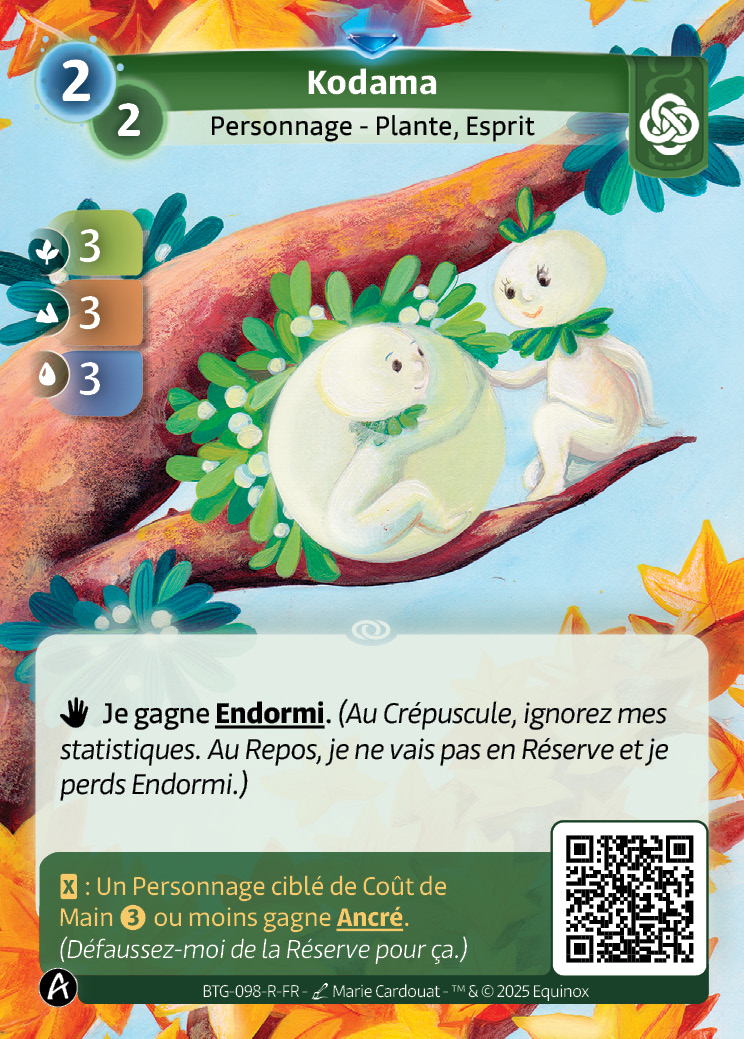 2
Kodama
2
Personnage - Plante, Esprit
3
3
3
Je gagne Endormi. (Au Crépuscule, ignorez mes
statistiques. Au Repos, je ne vais pas en Réserve et je
perds Endormi.)
X : Un Personnage ciblé de Coût de
Main 3 ou moins gagne Ancré.
(Défaussez-moi de la Réserve pour ça.)
A
BTG-098-R-FR - Marie Cardouat - ™ & © 2025 Equinox